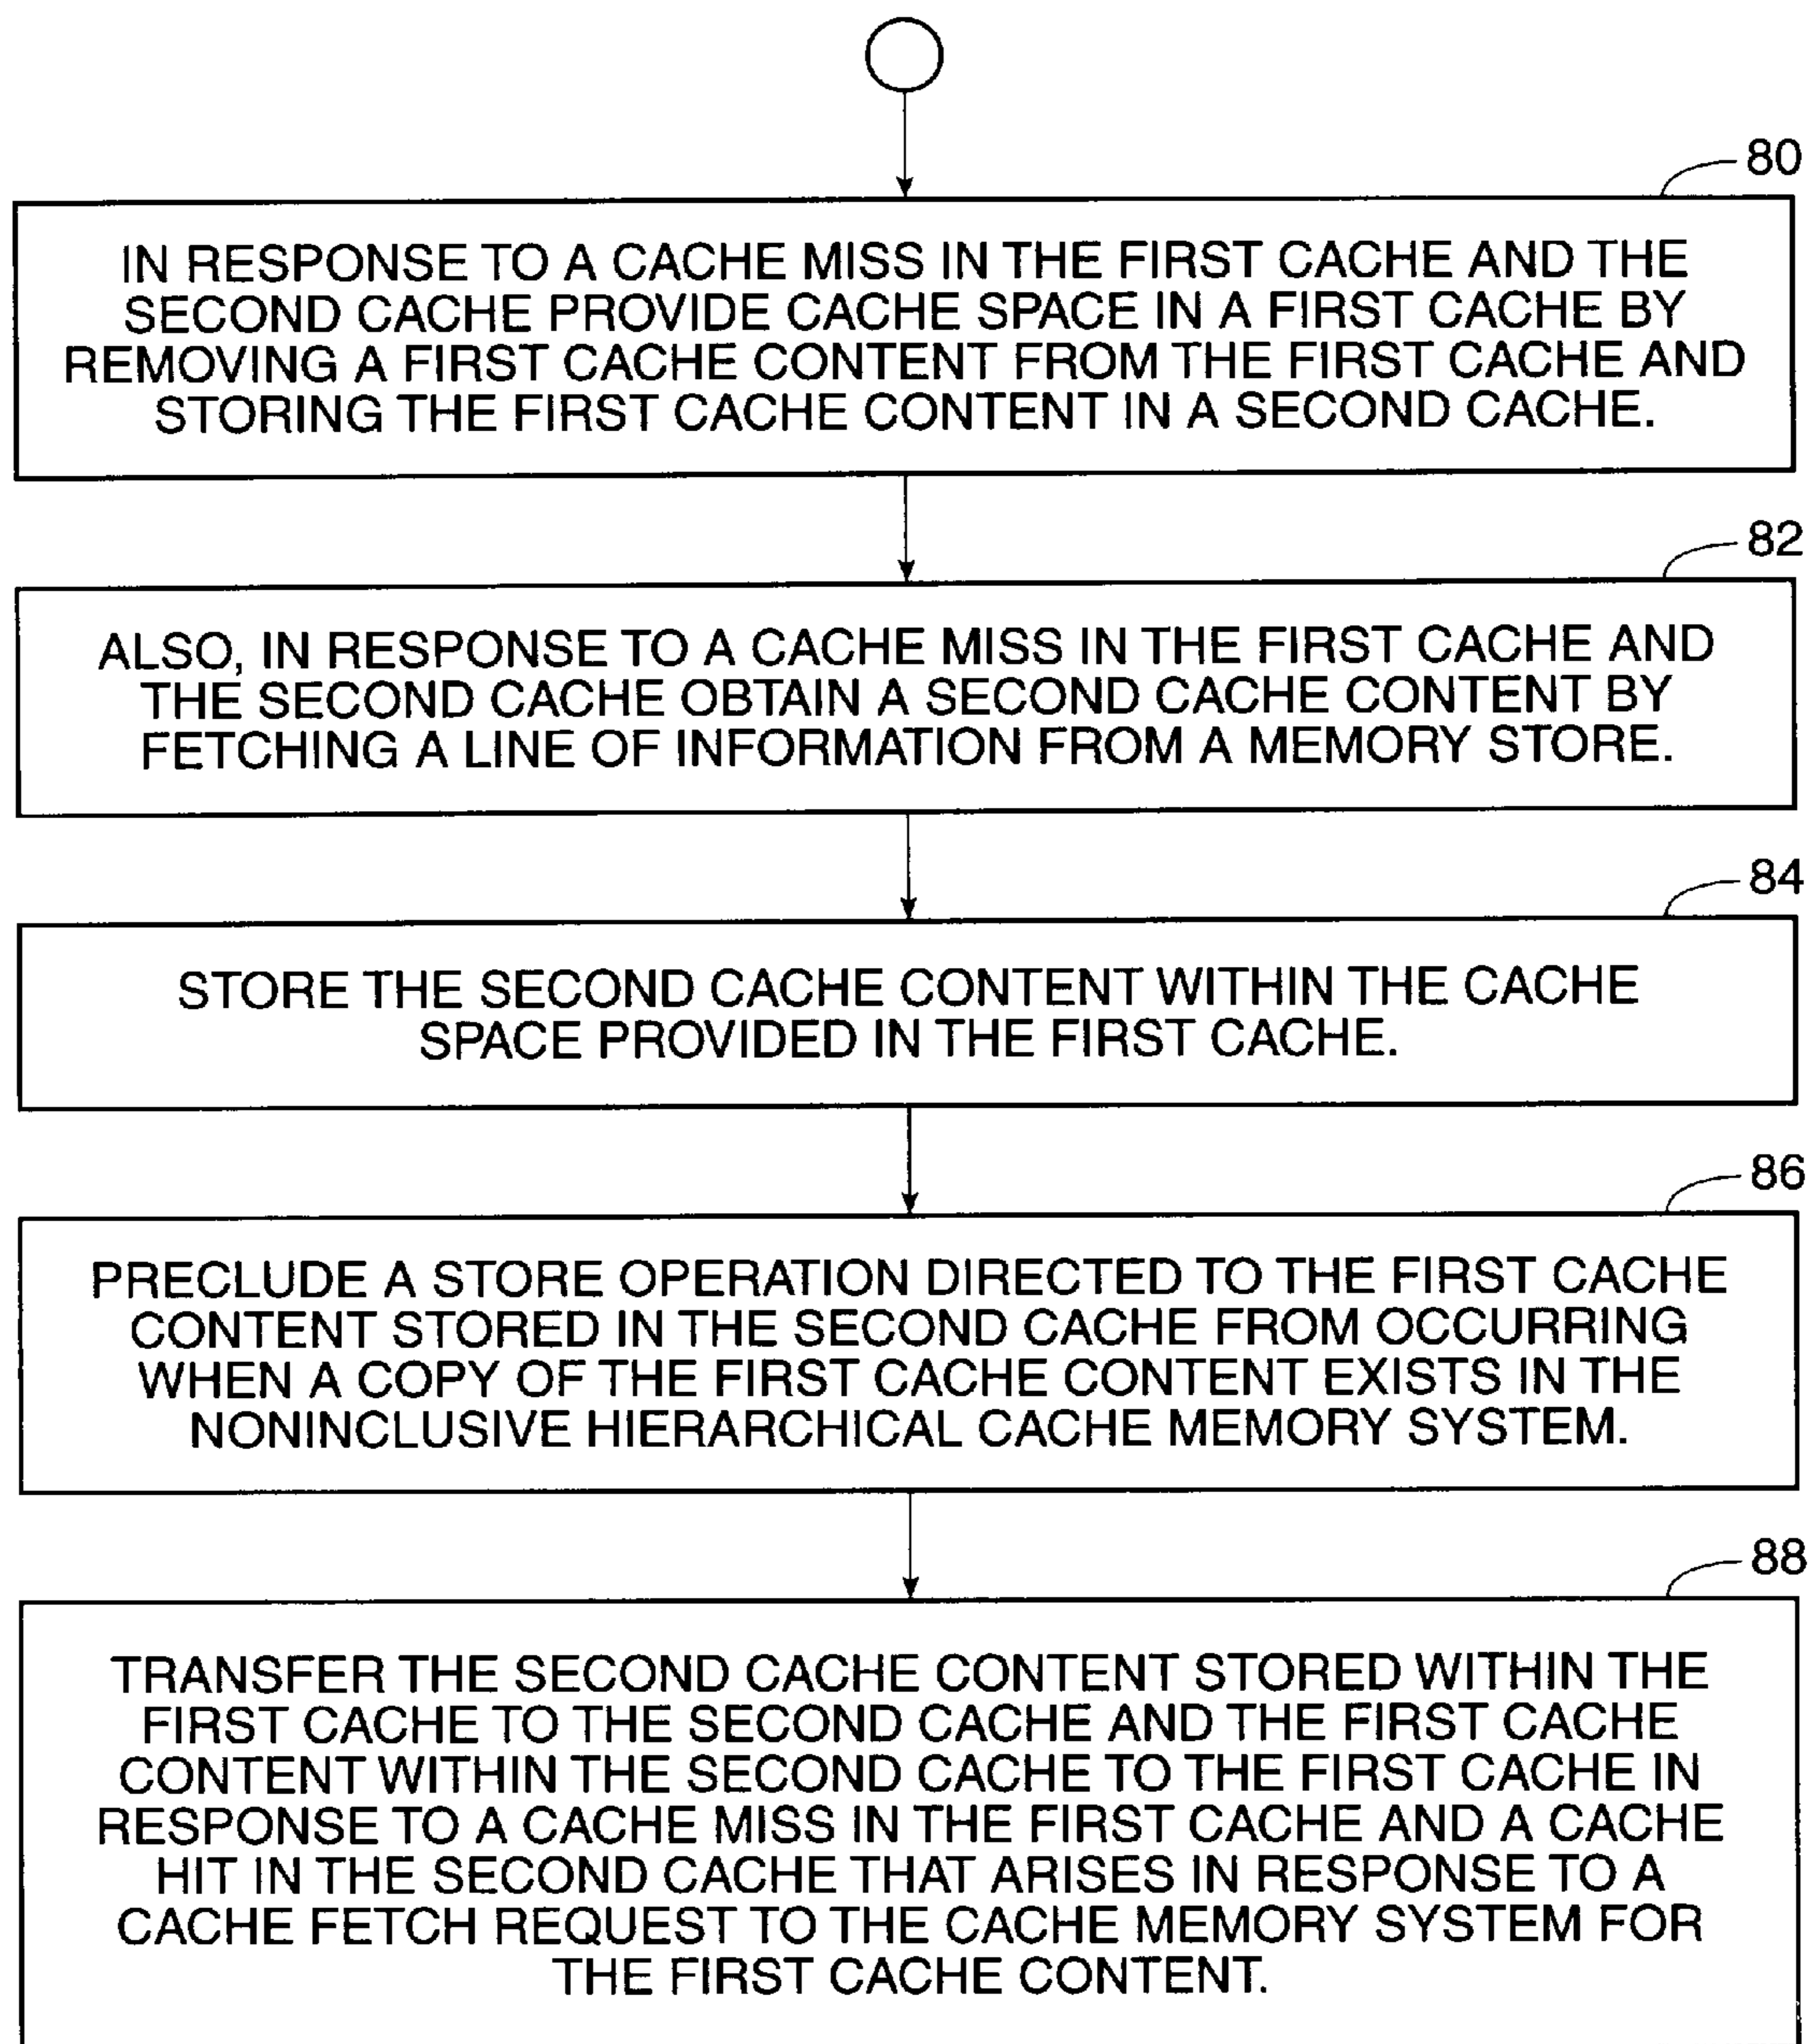 80
IN RESPONSE TO A CACHE MISS IN THE FIRST CACHE AND THE
SECOND CACHE PROVIDE CACHE SPACE IN A FIRST CACHE BY
REMOVING A FIRST CACHE CONTENT FROM THE FIRST CACHE AND
STORING THE FIRST CACHE CONTENT IN A SECOND CACHE.
82
ALSO, IN RESPONSE TO A CACHE MISS IN THE FIRST CACHE AND
THE SECOND CACHE OBTAIN A SECOND CACHE CONTENT BY
FETCHING A LINE OF INFORMATION FROM A MEMORY STORE.
84
STORE THE SECOND CACHE CONTENT WITHIN THE CACHE
SPACE PROVIDED IN THE FIRST CACHE.
86
PRECLUDE A STORE OPERATION DIRECTED TO THE FIRST CACHE
CONTENT STORED IN THE SECOND CACHE FROM OCCURRING
WHEN A COPY OF THE FIRST CACHE CONTENT EXISTS IN THE
NONINCLUSIVE HIERARCHICAL CACHE MEMORY SYSTEM.
88
TRANSFER THE SECOND CACHE CONTENT STORED WITHIN THE
FIRST CACHE TO THE SECOND CACHE AND THE FIRST CACHE
CONTENT WITHIN THE SECOND CACHE TO THE FIRST CACHE IN
RESPONSE TO A CACHE MISS IN THE FIRST CACHE AND A CACHE
HIT IN THE SECOND CACHE THAT ARISES IN RESPONSE TO A
CACHE FETCH REQUEST TO THE CACHE MEMORY SYSTEM FOR
THE FIRST CACHE CONTENT.